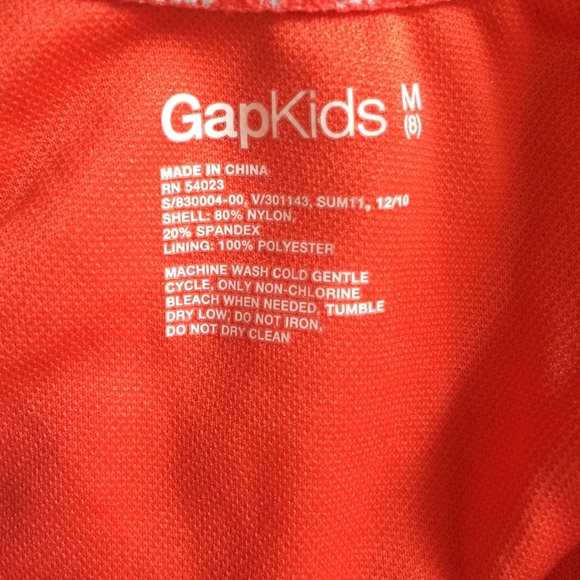 GapKids M
(8)
MADE IN CHINA
RN 54023
S/830004-00, V/301143, SUM11, 12/10
SHELL: 80% NYLON,
20% SPANDEX
LINING: 100% POLYESTER
MACHINE WASH COLD GENTLE
CYCLE, ONLY NON-CHLORINE
BLEACH WHEN NEEDED, TUMBLE
DRY LOW, DO NOT IRON,
DO NOT DRY CLEAN